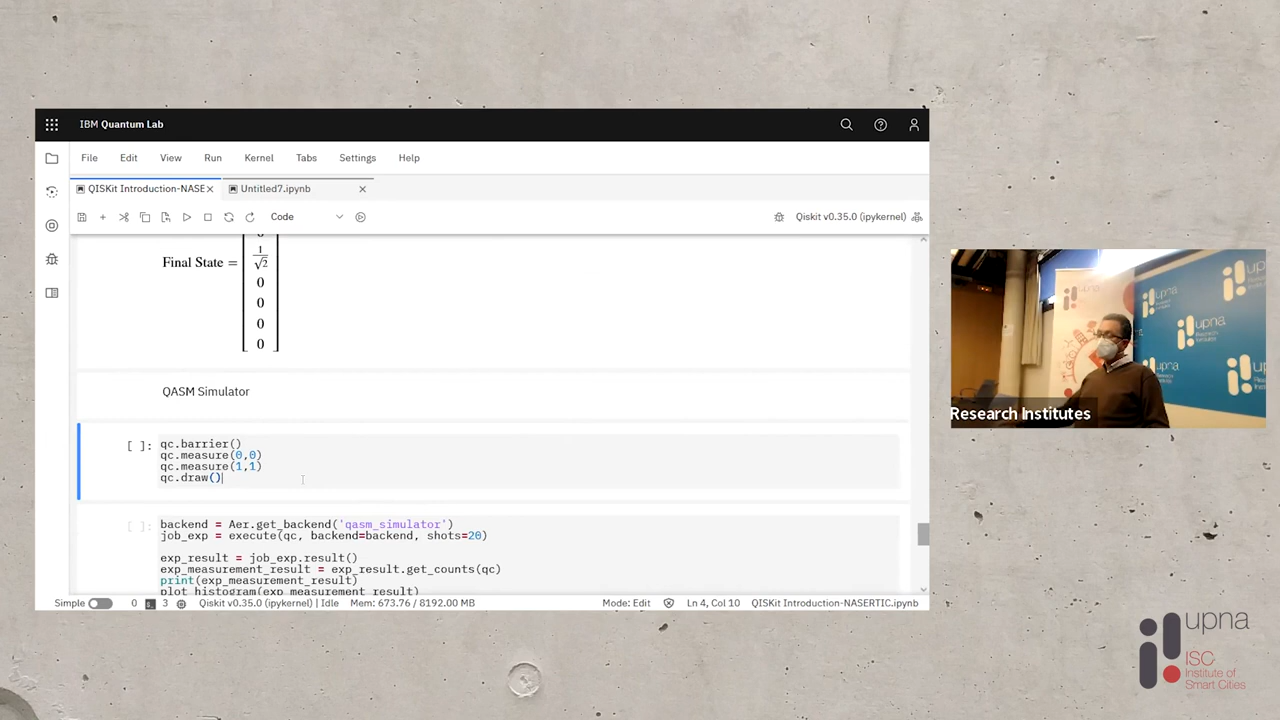 IBM Quantum Lab
File Edit View Run Kernel Tabs Settings Help
QISKit Introduction-NASE
Untitled7.ipynb
Code
Qiskit v0.35.0 (ipykernel)
Final State =
1
√2
0
0
0
0
QASM Simulator
[ ]:
qc.barrier()
qc.measure(0,0)
qc.measure(1,1)
qc.draw()
[ ]:
backend = Aer.get_backend('qasm_simulator')
job_exp = execute(qc, backend=backend, shots=20)
exp_result = job_exp.result()
exp_measurement_result = exp_result.get_counts(qc)
print(exp_measurement_result)
plot_histogram(exp_measurement_result)
Simple 0 3 Qiskit v0.35.0 (ipykernel) | Idle Mem: 673.76 / 8192.00 MB Mode: Edit Ln 4, Col 10 QISKit Introduction-NASERTIC.ipynb
upna
upna
upna
Research Institutes
upna
ISC
Institute of
Smart Cities